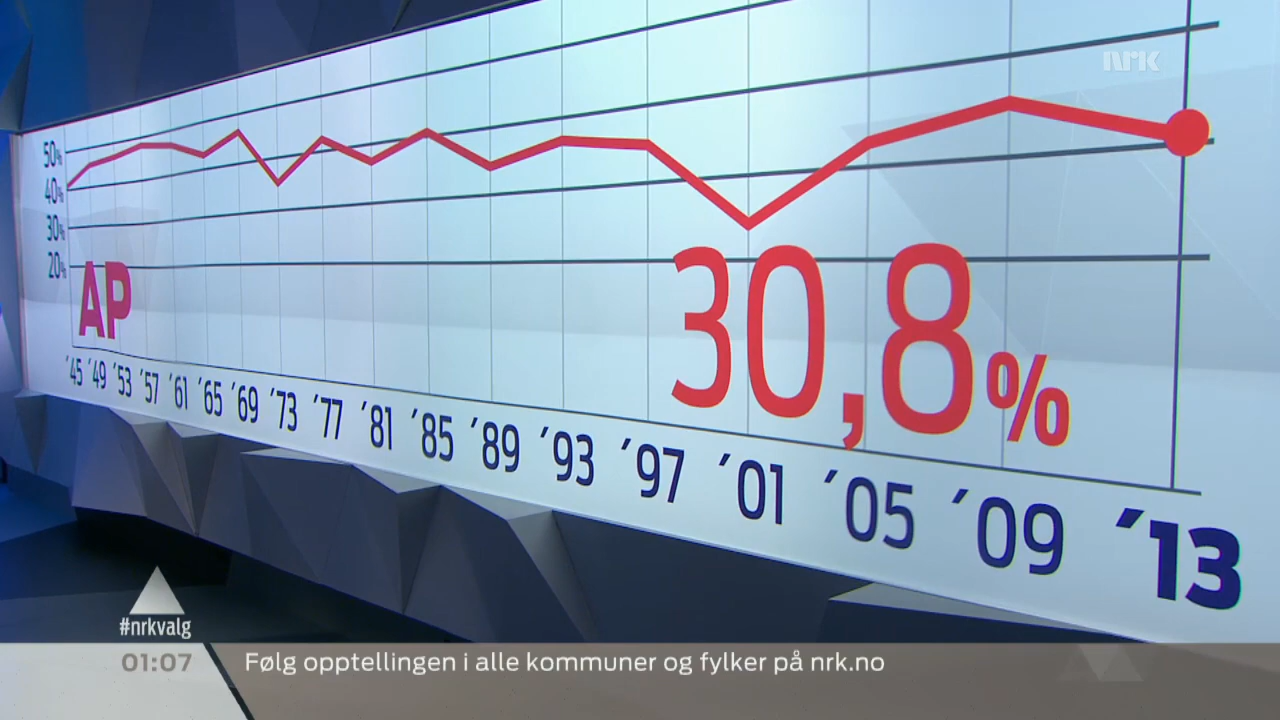 nrk
50%
40%
30%
20%
AP
30,8%
´45 ´49 ´53 ´57 ´61 ´65 ´69 ´73 ´77 ´81 ´85 ´89 ´93 ´97 ´01 ´05 ´09 ´13
#nrkvalg
01:07 Følg opptellingen i alle kommuner og fylker på nrk.no